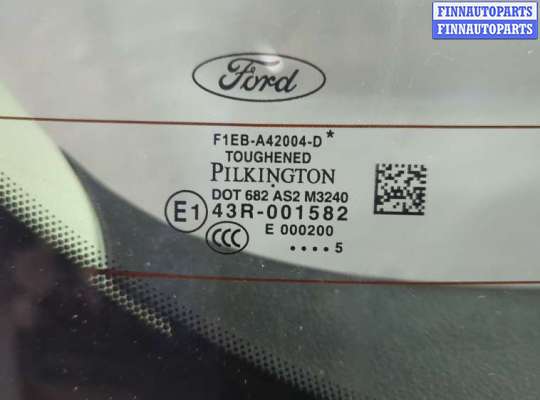 FINNAUTOPARTS
FINNAUTOPARTS
Ford
F1EB-A42004-D*
TOUGHENED
PILKINGTON
DOT 682 AS2 M3240
E1 43R-001582
CCC E 000200
.... 5